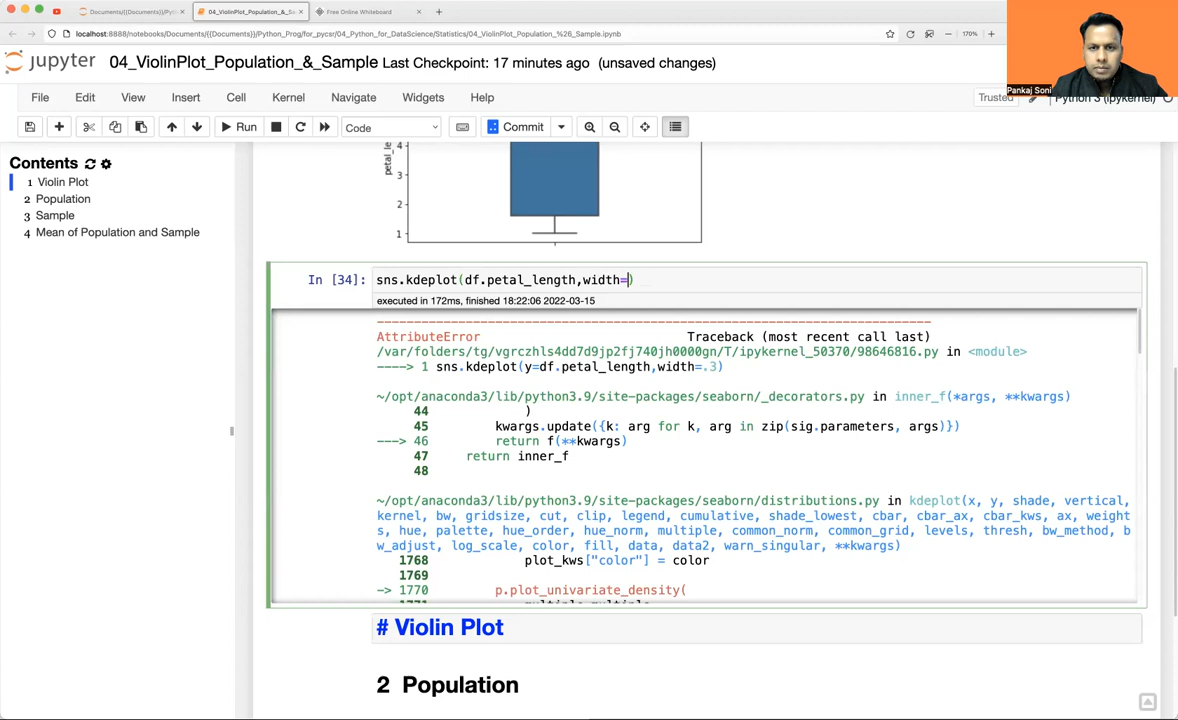 Documents/{{Documents}}/Pyth
04_ViolinPlot_Population_&_Sa
Free Online Whiteboard
localhost:8888/notebooks/Documents/{{Documents}}/Python_Prog/for_pycsr/04_Python_for_DataScience/Statistics/04_ViolinPlot_Population_%26_Sample.ipynb
170%
jupyter 04_ViolinPlot_Population_&_Sample Last Checkpoint: 17 minutes ago (unsaved changes)
Pankaj Soni
File Edit View Insert Cell Kernel Navigate Widgets Help
Trusted Python 3 (ipykernel)
Run Code Commit
Contents
1 Violin Plot
2 Population
3 Sample
4 Mean of Population and Sample
petal_le
4
3
2
1
In [34]: sns.kdeplot(df.petal_length,width=)
executed in 172ms, finished 18:22:06 2022-03-15
AttributeError Traceback (most recent call last)
/var/folders/tg/vgrczhls4dd7d9jp2fj740jh0000gn/T/ipykernel_50370/98646816.py in <module>
----> 1 sns.kdeplot(y=df.petal_length,width=.3)
~/opt/anaconda3/lib/python3.9/site-packages/seaborn/_decorators.py in inner_f(*args, **kwargs)
44 )
45 kwargs.update({k: arg for k, arg in zip(sig.parameters, args)})
---> 46 return f(**kwargs)
47 return inner_f
48
~/opt/anaconda3/lib/python3.9/site-packages/seaborn/distributions.py in kdeplot(x, y, shade, vertical,
kernel, bw, gridsize, cut, clip, legend, cumulative, shade_lowest, cbar, cbar_ax, cbar_kws, ax, weight
s, hue, palette, hue_order, hue_norm, multiple, common_norm, common_grid, levels, thresh, bw_method, b
w_adjust, log_scale, color, fill, data, data2, warn_singular, **kwargs)
1768 plot_kws["color"] = color
1769
-> 1770 p.plot_univariate_density(
# Violin Plot
2 Population